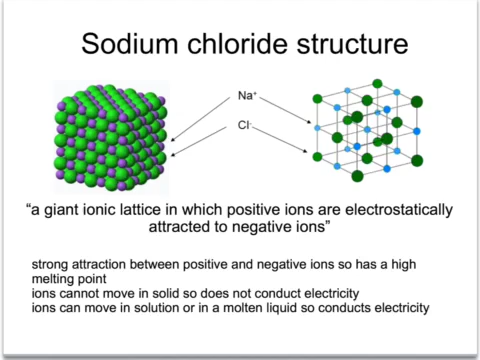 Sodium chloride structure
Na⁺
Cl⁻
“a giant ionic lattice in which positive ions are electrostatically
attracted to negative ions”
strong attraction between positive and negative ions so has a high
melting point
ions cannot move in solid so does not conduct electricity
ions can move in solution or in a molten liquid so conducts electricity